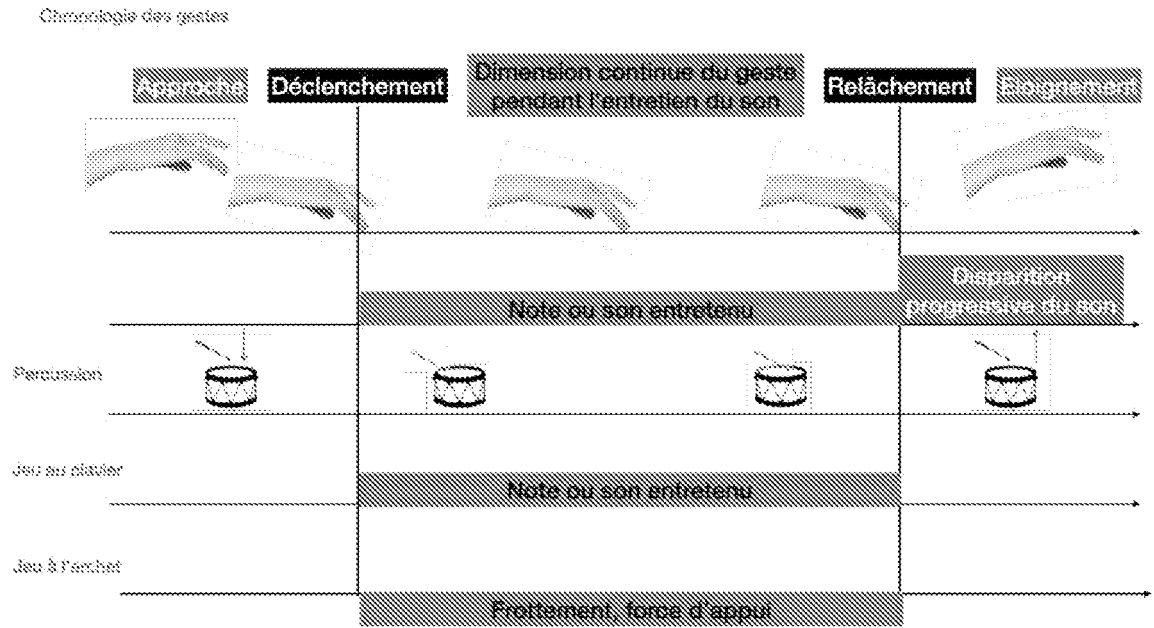 Chronologie des gestes
Approche
Déclenchement
Dimension continue du geste
pendant l'entretien du son
Relâchement
Eloignement
Note ou son entretenu
Disparition
progressive du son
Percussion
Jeu au clavier
Note ou son entretenu
Jeu à l'archet
Frottement, force d'appui